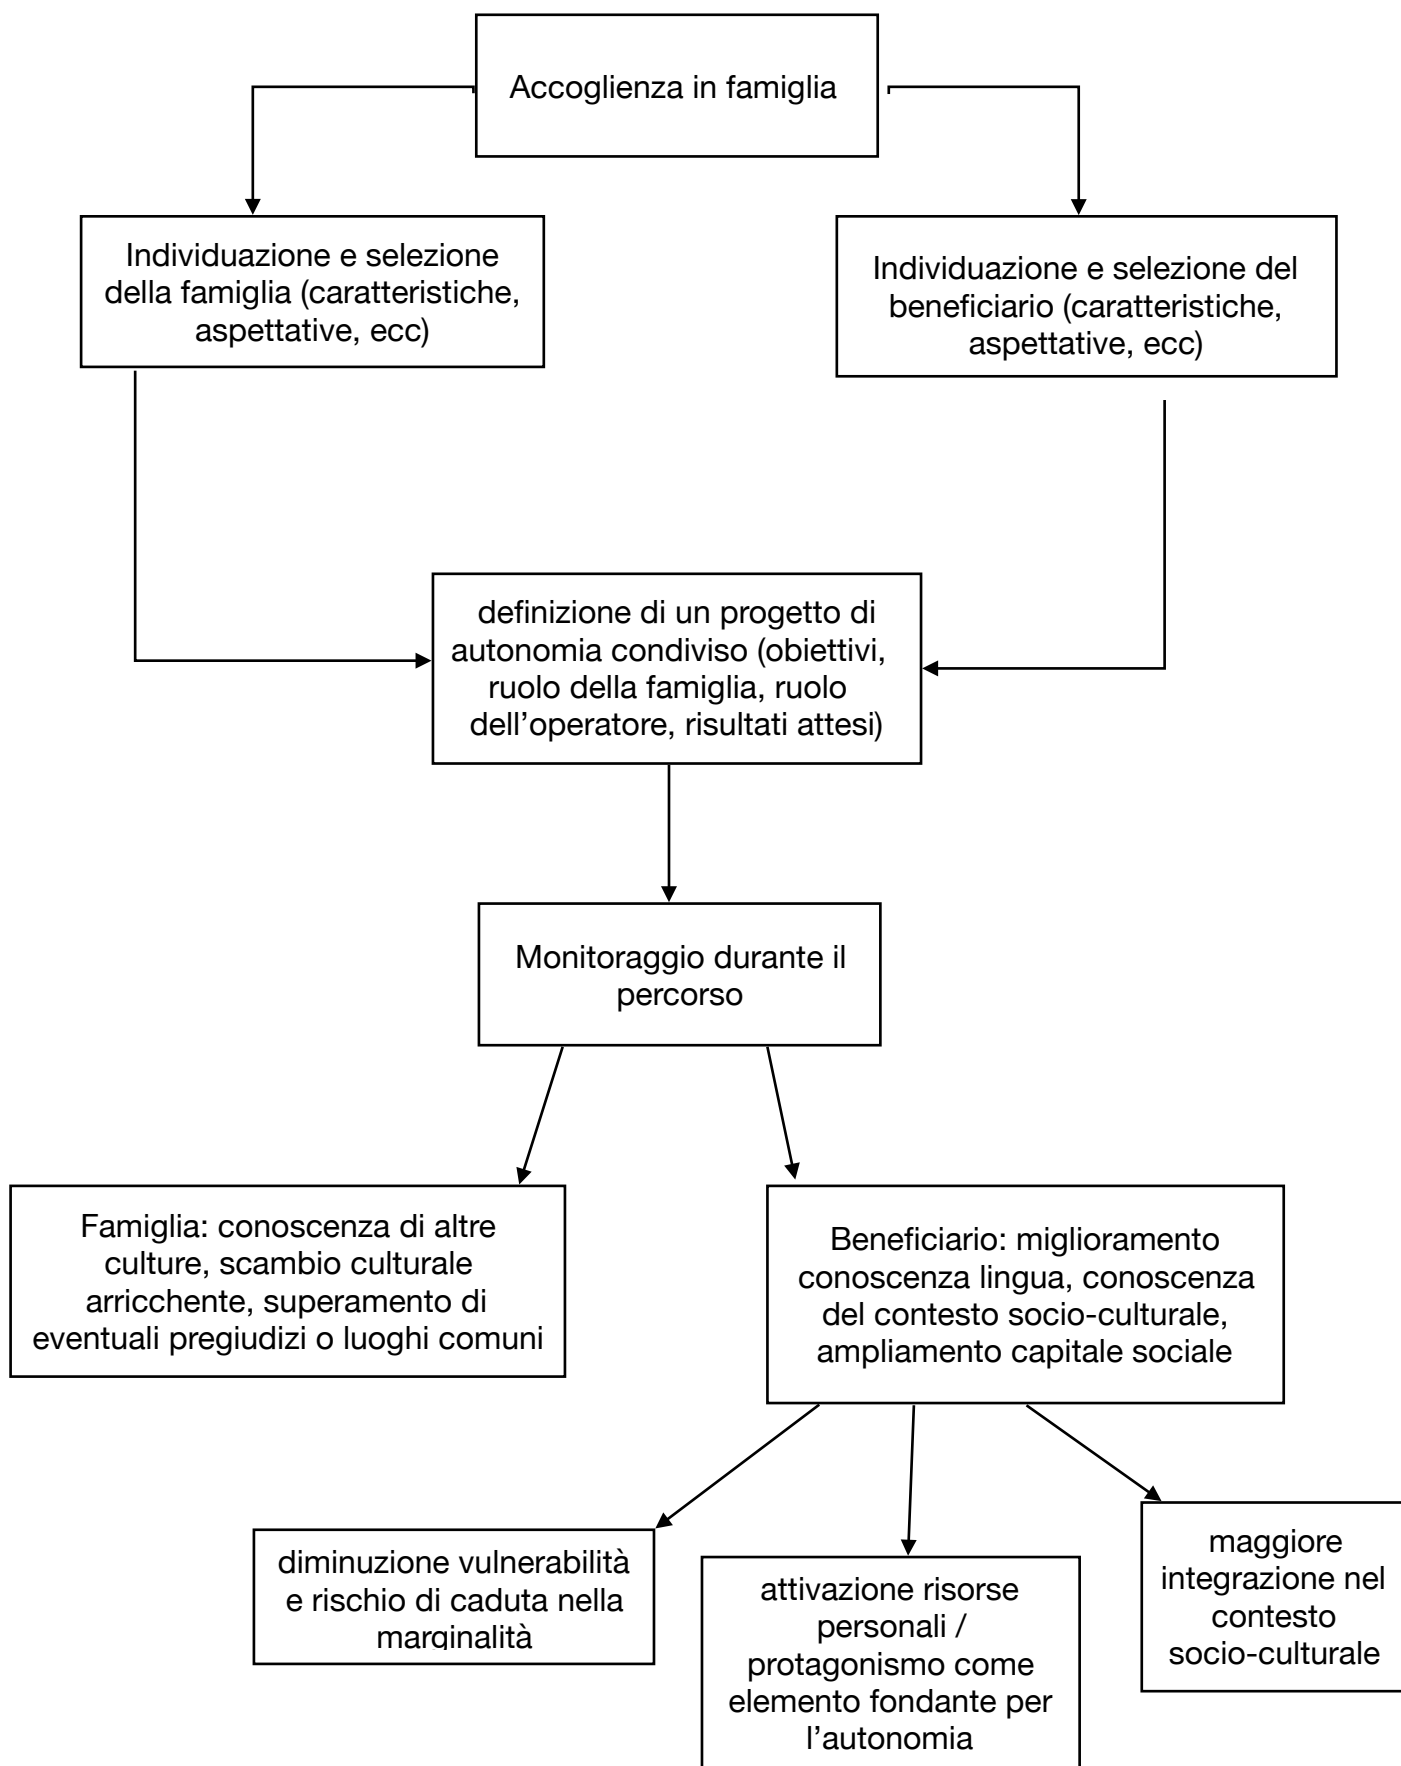 Accoglienza in famiglia
Individuazione e selezione
della famiglia (caratteristiche,
aspettative, ecc)
Individuazione e selezione del
beneficiario (caratteristiche,
aspettative, ecc)
definizione di un progetto di
autonomia condiviso (obiettivi,
ruolo della famiglia, ruolo
dell’operatore, risultati attesi)
Monitoraggio durante il
percorso
Famiglia: conoscenza di altre
culture, scambio culturale
arricchente, superamento di
eventuali pregiudizi o luoghi comuni
Beneficiario: miglioramento
conoscenza lingua, conoscenza
del contesto socio-culturale,
ampliamento capitale sociale
diminuzione vulnerabilità
e rischio di caduta nella
marginalità
attivazione risorse
personali /
protagonismo come
elemento fondante per
l’autonomia
maggiore
integrazione nel
contesto
socio-culturale